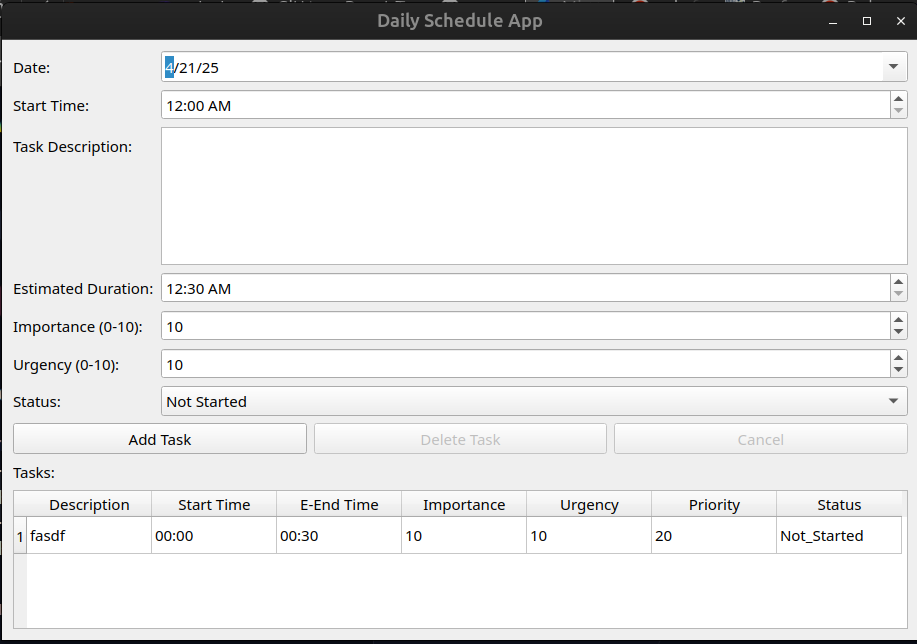 Daily Schedule App
Date: 4/21/25
Start Time: 12:00 AM
Task Description:
Estimated Duration: 12:30 AM
Importance (0-10): 10
Urgency (0-10): 10
Status: Not Started
Add Task Delete Task Cancel
Tasks:
Description Start Time E-End Time Importance Urgency Priority Status
1 fasdf 00:00 00:30 10 10 20 Not_Started